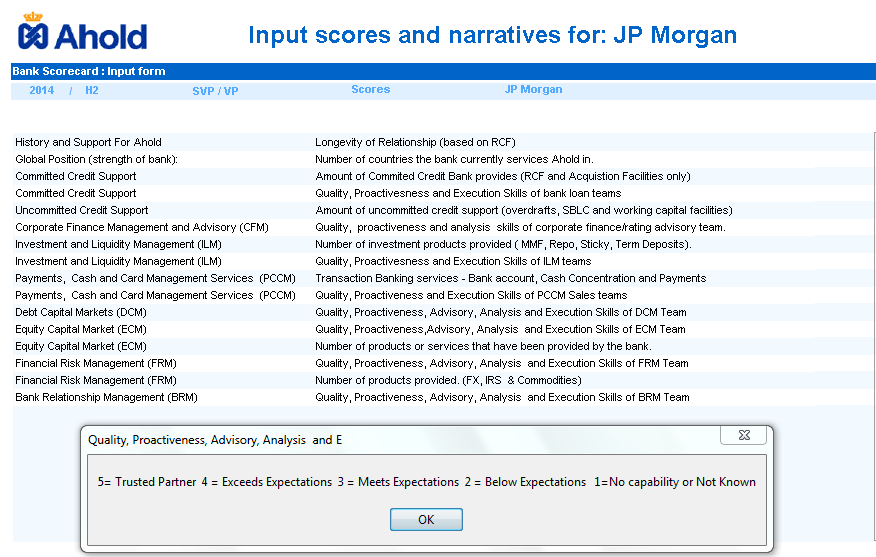 Ahold
Input scores and narratives for: JP Morgan
Bank Scorecard : Input form
2014 / H2 SVP / VP Scores JP Morgan
History and Support For Ahold Longevity of Relationship (based on RCF)
Global Position (strength of bank): Number of countries the bank currently services Ahold in.
Committed Credit Support Amount of Commited Credit Bank provides (RCF and Acquistion Facilities only)
Committed Credit Support Quality, Proactivesness and Execution Skills of bank loan teams
Uncommitted Credit Support Amount of uncommitted credit support (overdrafts, SBLC and working capital facilities)
Corporate Finance Management and Advisory (CFM) Quality, proactiveness and analysis skills of corporate finance/rating advisory team.
Investment and Liquidity Management (ILM) Number of investment products provided ( MMF, Repo, Sticky, Term Deposits).
Investment and Liquidity Management (ILM) Quality, Proactivesness and Execution Skills of ILM teams
Payments, Cash and Card Management Services (PCCM) Transaction Banking services - Bank account, Cash Concentration and Payments
Payments, Cash and Card Management Services (PCCM) Quality, Proactiveness and Execution Skills of PCCM Sales teams
Debt Capital Markets (DCM) Quality, Proactiveness, Advisory, Analysis and Execution Skills of DCM Team
Equity Capital Market (ECM) Quality, Proactiveness,Advisory, Analysis and Execution Skills of ECM Team
Equity Capital Market (ECM) Number of products or services that have been provided by the bank.
Financial Risk Management (FRM) Quality, Proactiveness, Advisory, Analysis and Execution Skills of FRM Team
Financial Risk Management (FRM) Number of products provided. (FX, IRS & Commodities)
Bank Relationship Management (BRM) Quality, Proactiveness, Advisory, Analysis and Execution Skills of BRM Team
Quality, Proactiveness, Advisory, Analysis and E
5= Trusted Partner 4 = Exceeds Expectations 3 = Meets Expectations 2 = Below Expectations 1=No capability or Not Known
OK